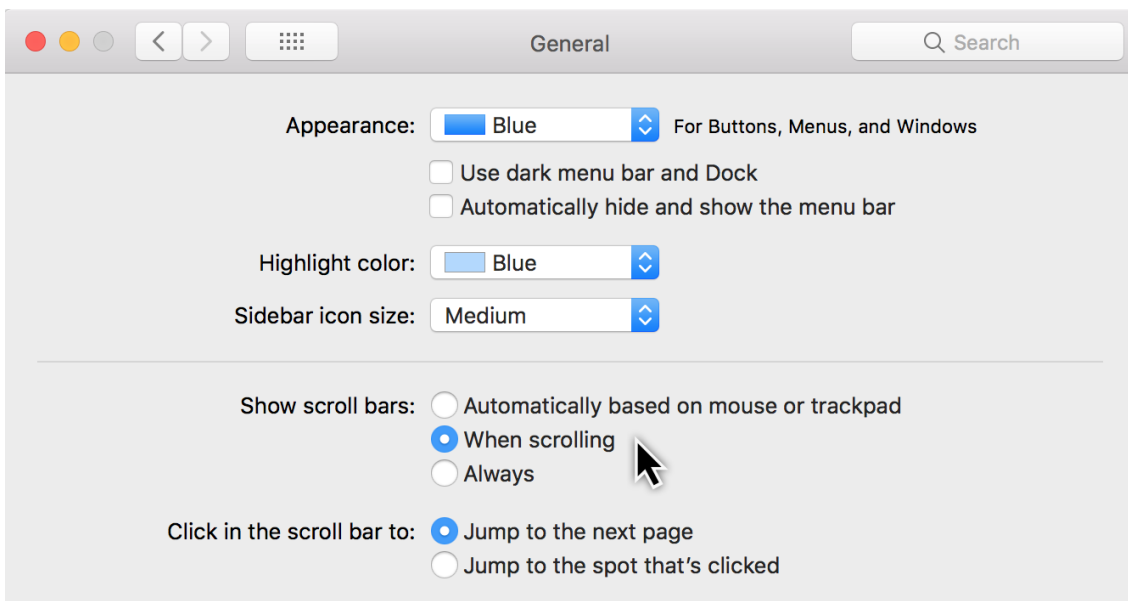 General
Search
Appearance: Blue For Buttons, Menus, and Windows
Use dark menu bar and Dock
Automatically hide and show the menu bar
Highlight color: Blue
Sidebar icon size: Medium
Show scroll bars: Automatically based on mouse or trackpad
When scrolling
Always
Click in the scroll bar to: Jump to the next page
Jump to the spot that’s clicked